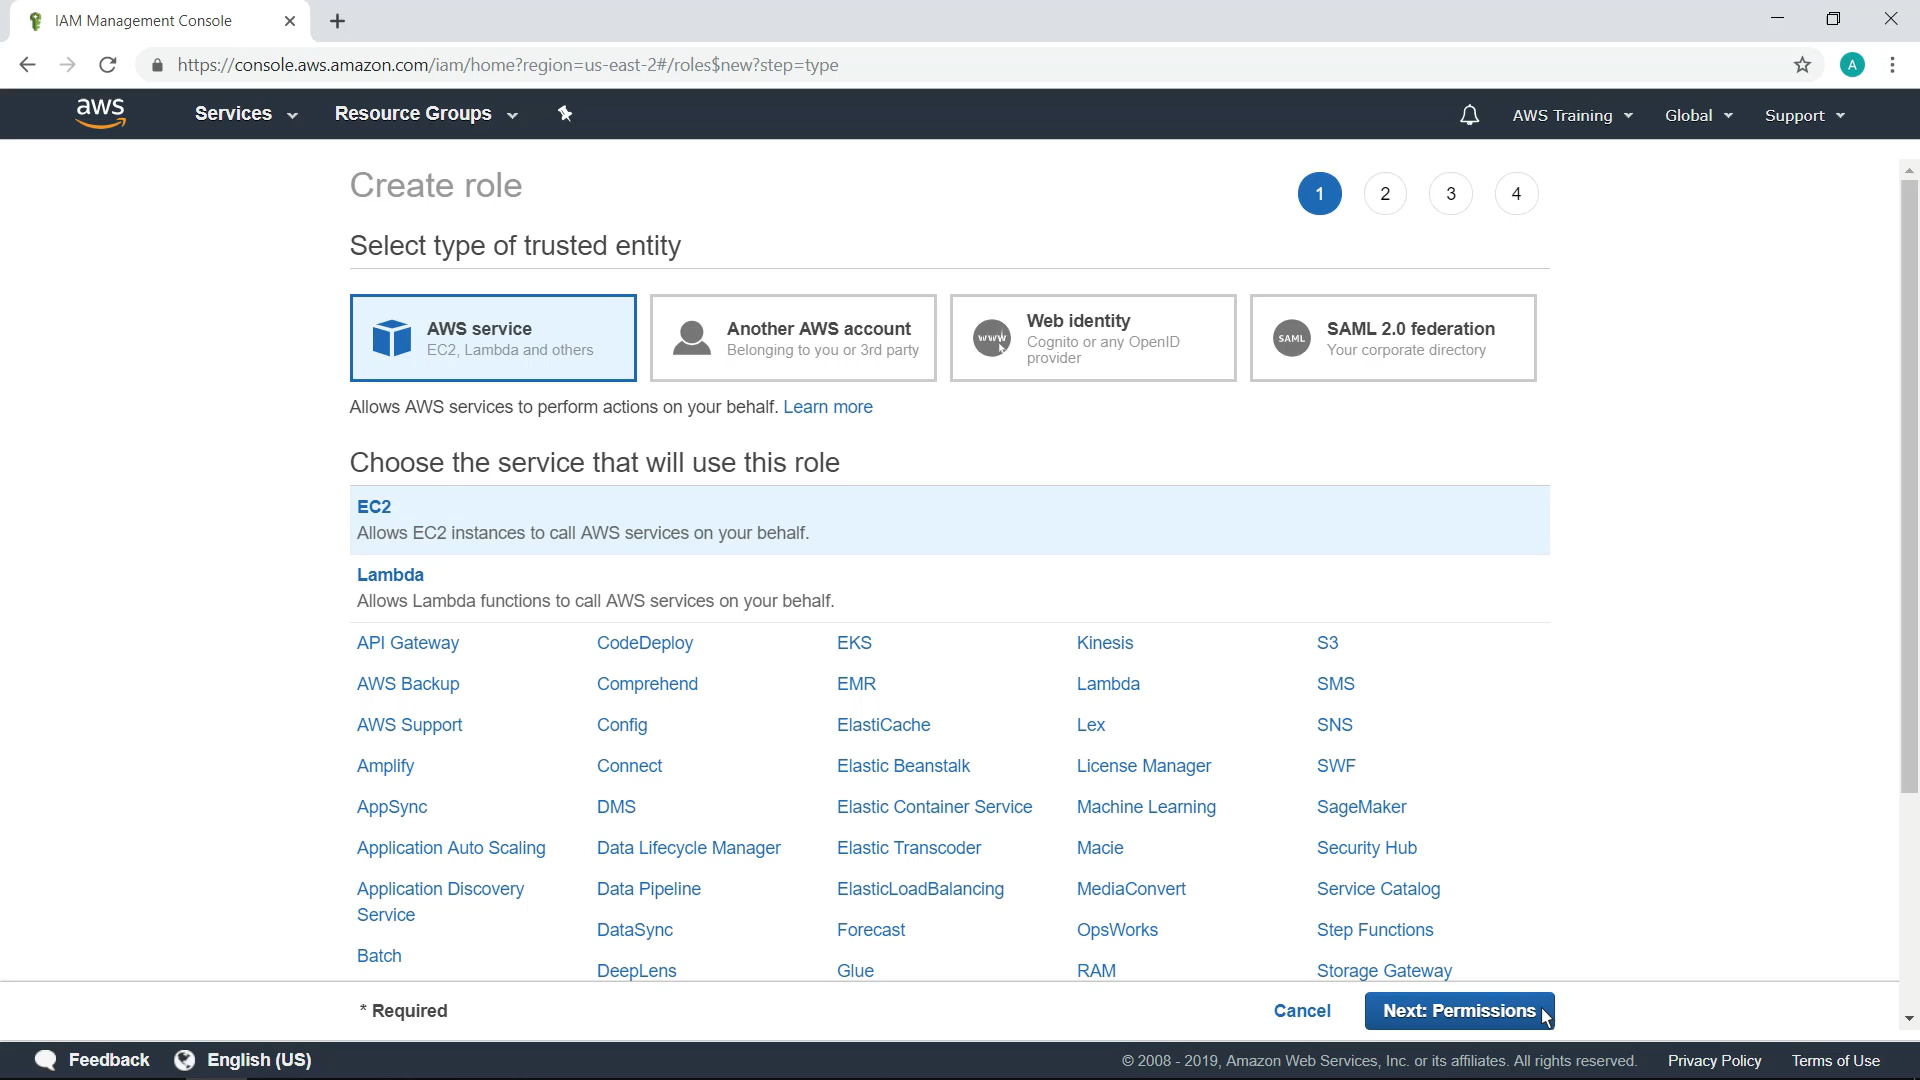 IAM Management Console
https://console.aws.amazon.com/iam/home?region=us-east-2#/roles$new?step=type
A
aws
Services
Resource Groups
AWS Training
Global
Support
Create role
1
2
3
4
Select type of trusted entity
AWS service
EC2, Lambda and others
Another AWS account
Belonging to you or 3rd party
www
Web identity
Cognito or any OpenID
provider
SAML
SAML 2.0 federation
Your corporate directory
Allows AWS services to perform actions on your behalf. Learn more
Choose the service that will use this role
EC2
Allows EC2 instances to call AWS services on your behalf.
Lambda
Allows Lambda functions to call AWS services on your behalf.
API Gateway
CodeDeploy
EKS
Kinesis
S3
AWS Backup
Comprehend
EMR
Lambda
SMS
AWS Support
Config
ElastiCache
Lex
SNS
Amplify
Connect
Elastic Beanstalk
License Manager
SWF
AppSync
DMS
Elastic Container Service
Machine Learning
SageMaker
Application Auto Scaling
Data Lifecycle Manager
Elastic Transcoder
Macie
Security Hub
Application Discovery
Service
Data Pipeline
ElasticLoadBalancing
MediaConvert
Service Catalog
DataSync
Forecast
OpsWorks
Step Functions
Batch
DeepLens
Glue
RAM
Storage Gateway
* Required
Cancel
Next: Permissions
Feedback
English (US)
© 2008 - 2019, Amazon Web Services, Inc. or its affiliates. All rights reserved.
Privacy Policy
Terms of Use